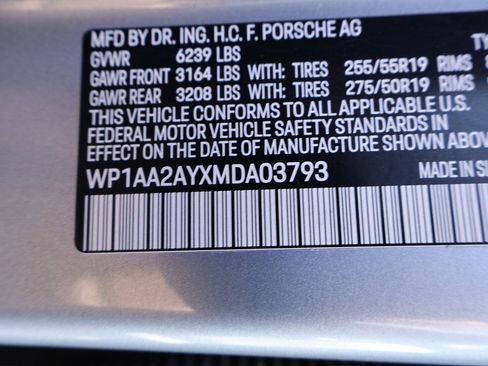 MFD BY DR. ING. H.C. F. PORSCHE AG
GVWR 6239 LBS
GAWR FRONT 3164 LBS WITH: TIRES 255/55R19 RIMS
GAWR REAR 3208 LBS WITH: TIRES 275/50R19 RIMS
THIS VEHICLE CONFORMS TO ALL APPLICABLE U.S.
FEDERAL MOTOR VEHICLE SAFETY STANDARDS IN
EFFECT ON THE DATE OF MANUFACTURE SHOWN ABOVE.
WP1AA2AYXMDA03793 MADE IN